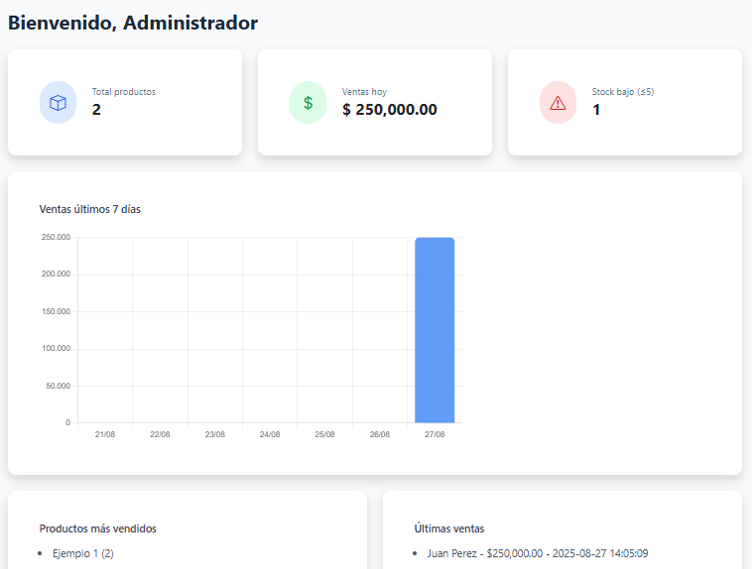 Bienvenido, Administrador
Total productos
2
$
Ventas hoy
$ 250,000.00
Stock bajo (≤5)
1
Ventas últimos 7 días
250.000
200.000
150.000
100.000
50.000
0
21/08 22/08 23/08 24/08 25/08 26/08 27/08
Productos más vendidos
• Ejemplo 1 (2)
Últimas ventas
• Juan Perez - $250,000.00 - 2025-08-27 14:05:09